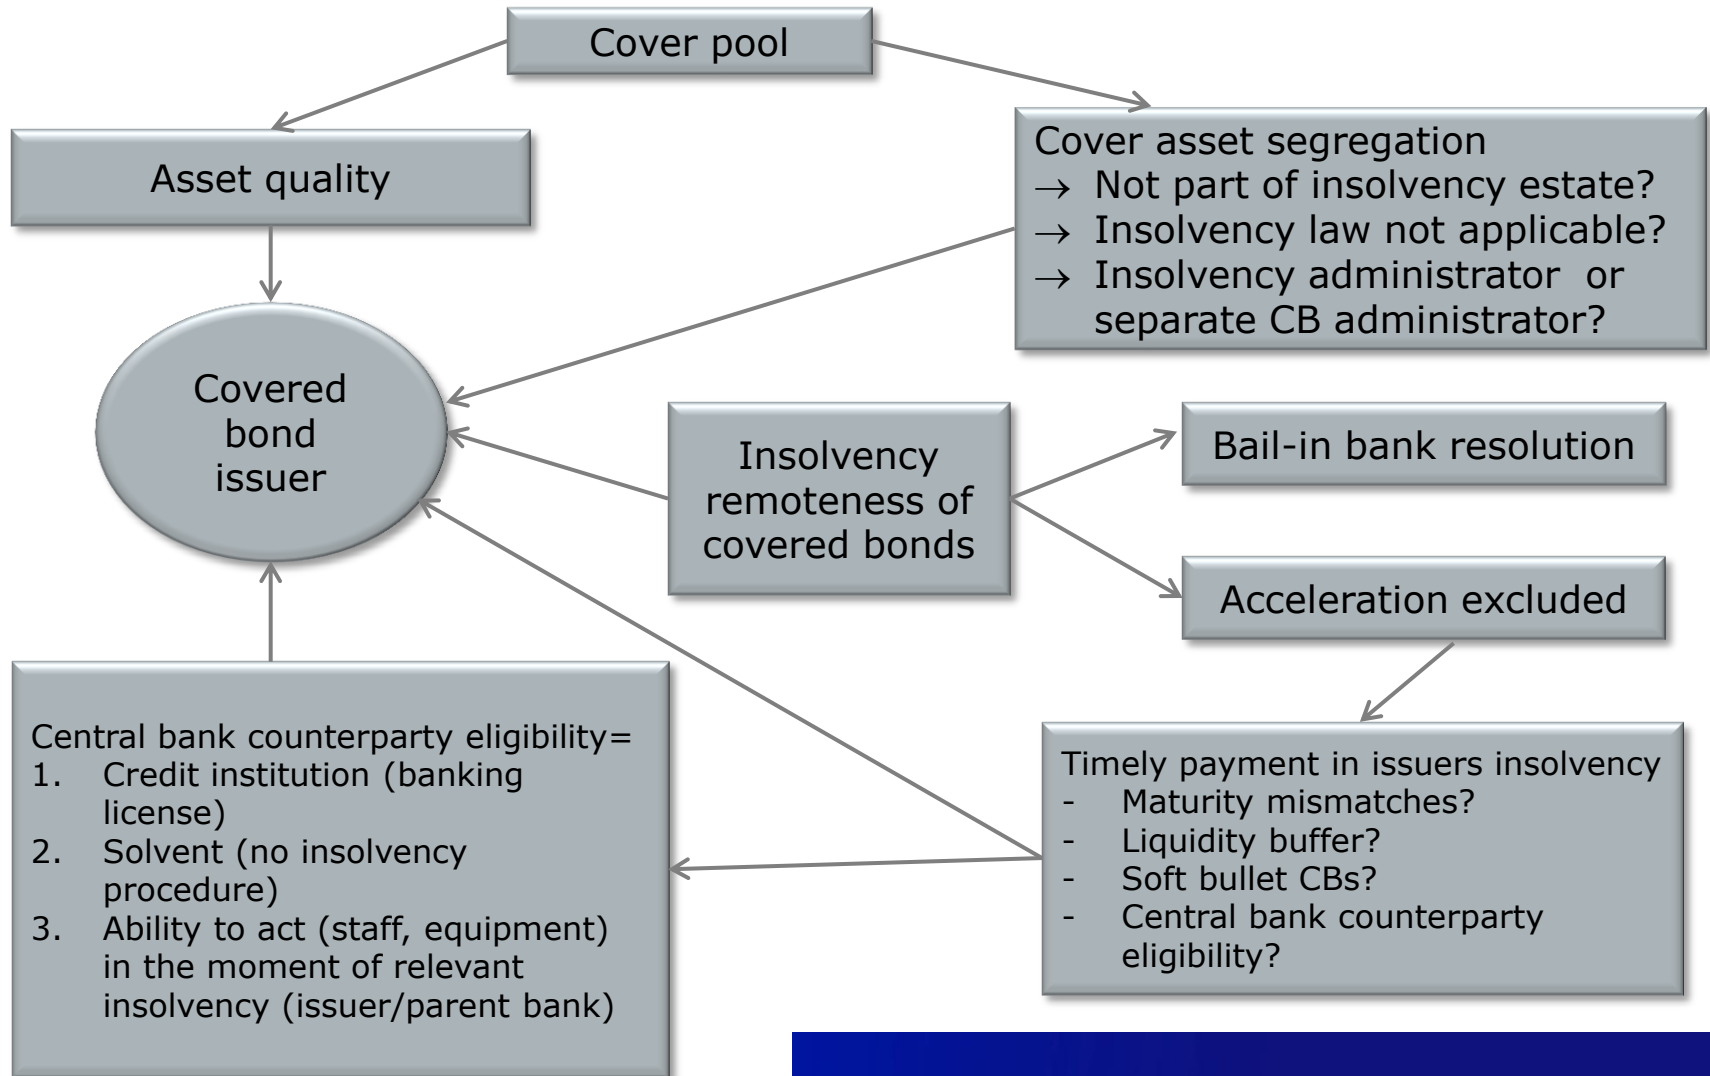 Cover pool
Asset quality
Cover asset segregation
→ Not part of insolvency estate?
→ Insolvency law not applicable?
→ Insolvency administrator or
separate CB administrator?
Covered
bond
issuer
Insolvency
remoteness of
covered bonds
Bail-in bank resolution
Acceleration excluded
Central bank counterparty eligibility=
1. Credit institution (banking
license)
2. Solvent (no insolvency
procedure)
3. Ability to act (staff, equipment)
in the moment of relevant
insolvency (issuer/parent bank)
Timely payment in issuers insolvency
- Maturity mismatches?
- Liquidity buffer?
- Soft bullet CBs?
- Central bank counterparty
eligibility?